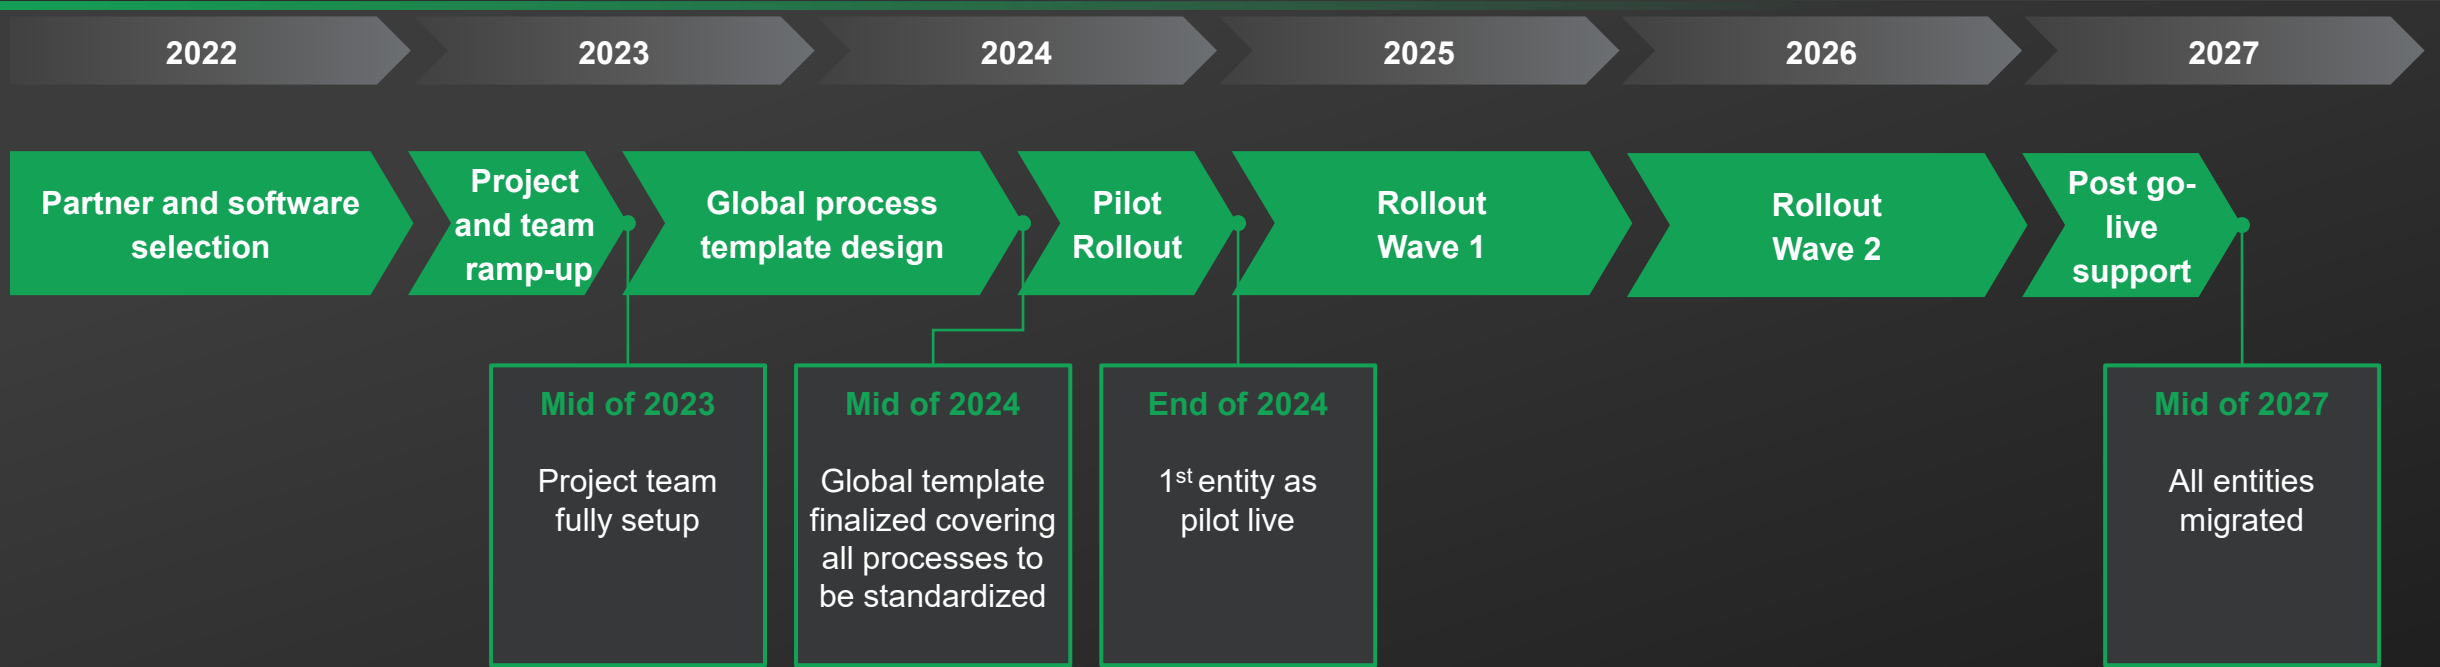 2022
2023
2024
2025
2026
2027
Partner and software
selection
Project
and team
ramp-up
Global process
template design
Pilot
Rollout
Rollout
Wave 1
Rollout
Wave 2
Post go-
live
support
Mid of 2023
Project team
fully setup
Mid of 2024
Global template
finalized covering
all processes to
be standardized
End of 2024
1st entity as
pilot live
Mid of 2027
All entities
migrated